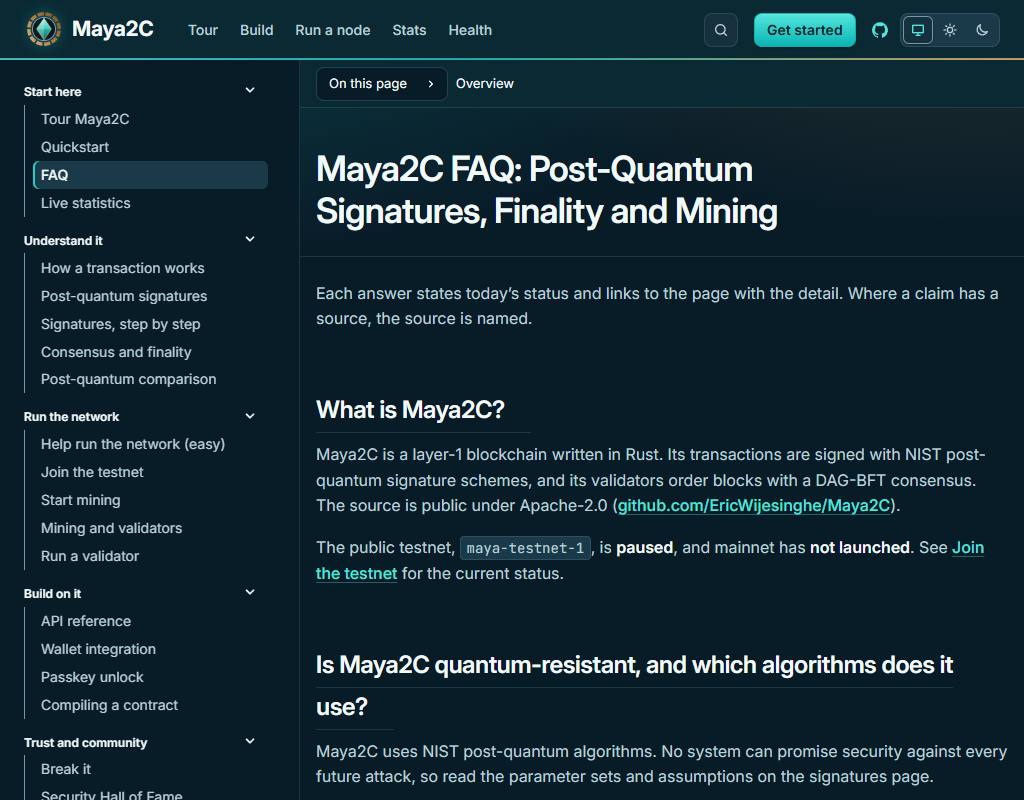 Maya2C
Tour
Build
Run a node
Stats
Health
Get started
Start here
Tour Maya2C
Quickstart
FAQ
Live statistics
Understand it
How a transaction works
Post-quantum signatures
Signatures, step by step
Consensus and finality
Post-quantum comparison
Run the network
Help run the network (easy)
Join the testnet
Start mining
Mining and validators
Run a validator
Build on it
API reference
Wallet integration
Passkey unlock
Compiling a contract
Trust and community
Break it
Security Hall of Fame
On this page
Overview
Maya2C FAQ: Post-Quantum
Signatures, Finality and Mining
Each answer states today’s status and links to the page with the detail. Where a claim has a
source, the source is named.
What is Maya2C?
Maya2C is a layer-1 blockchain written in Rust. Its transactions are signed with NIST post-
quantum signature schemes, and its validators order blocks with a DAG-BFT consensus.
The source is public under Apache-2.0 (github.com/EricWijesinghe/Maya2C).
The public testnet, maya-testnet-1, is paused, and mainnet has not launched. See Join
the testnet for the current status.
Is Maya2C quantum-resistant, and which algorithms does it
use?
Maya2C uses NIST post-quantum algorithms. No system can promise security against every
future attack, so read the parameter sets and assumptions on the signatures page.